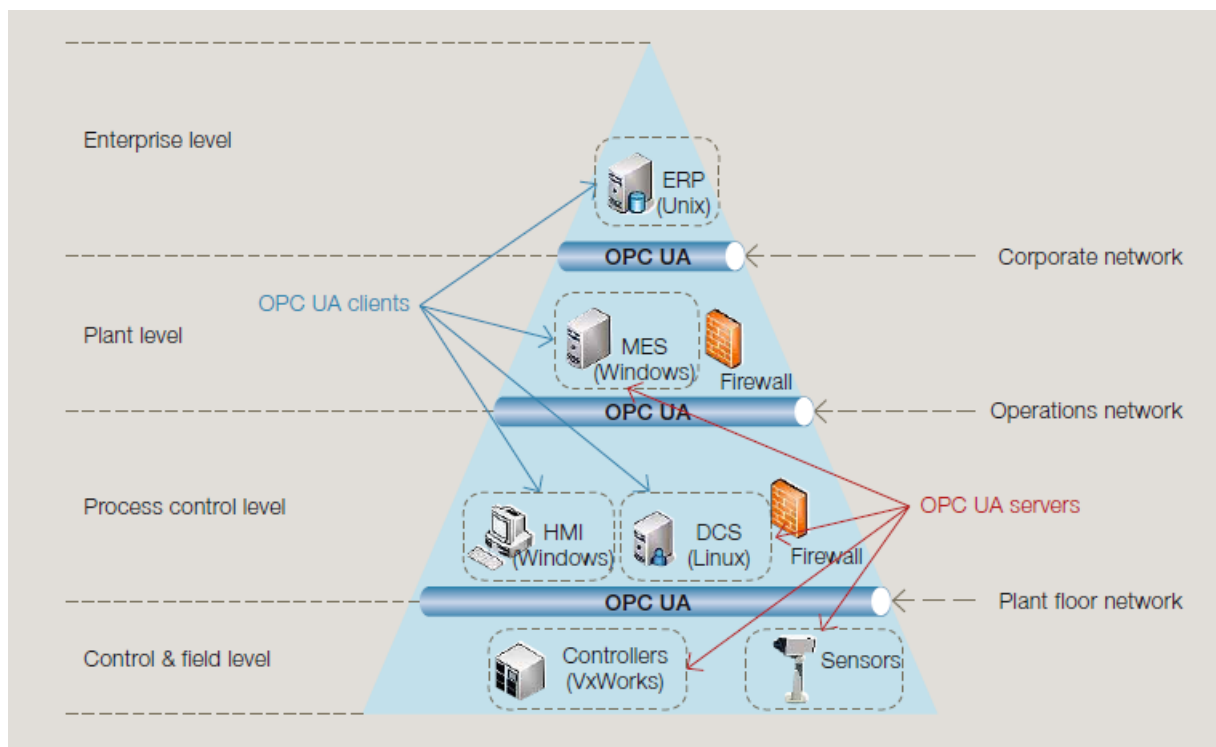 Enterprise level
ERP
(Unix)
OPC UA
Corporate network
OPC UA clients
Plant level
MES
(Windows)
Firewall
OPC UA
Operations network
Process control level
HMI
(Windows)
DCS
(Linux)
Firewall
OPC UA servers
OPC UA
Plant floor network
Control & field level
Controllers
(VxWorks)
Sensors